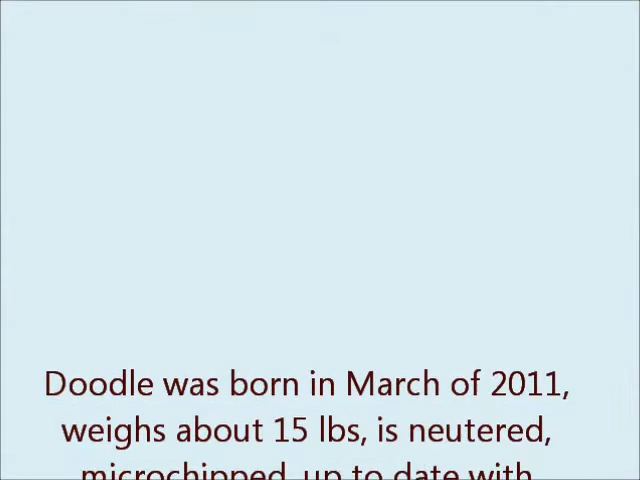 Doodle was born in March of 2011,
weighs about 15 lbs, is neutered,
microchipped, up to date with